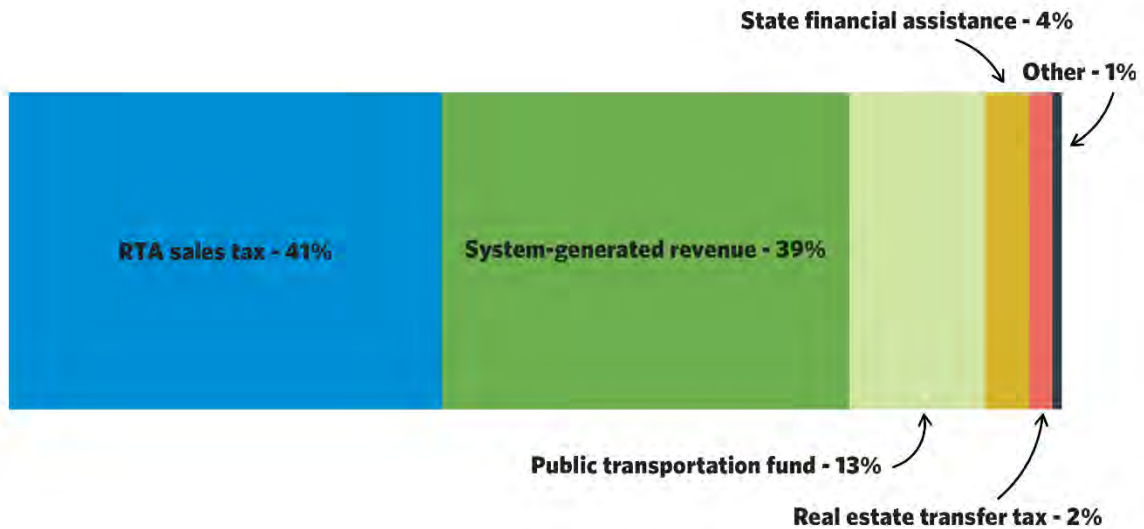 State financial assistance - 4%
Other - 1%
RTA sales tax - 41%
System-generated revenue - 39%
Public transportation fund - 13%
Real estate transfer tax - 2%